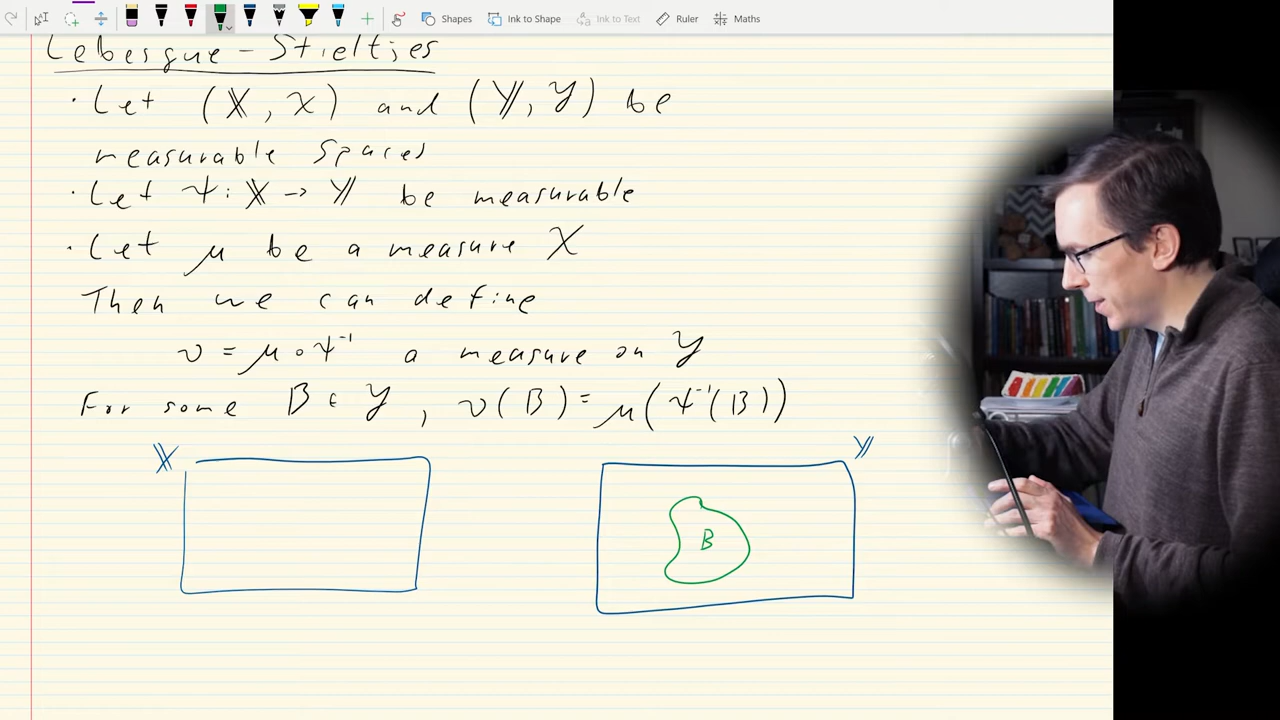 Shapes Ink to Shape Ink to Text Ruler Maths
Lebesgue - Stieltjes
· Let (𝕏, 𝒳) and (𝕐, 𝒴) be
measurable spaces
· Let Ψ: 𝕏 → 𝕐 be measurable
· Let μ be a measure 𝒳
Then we can define
ν = μ ∘ Ψ⁻¹ a measure on 𝒴
For some B ∈ 𝒴, ν(B) = μ(Ψ⁻¹(B))
𝕏 𝕐
B